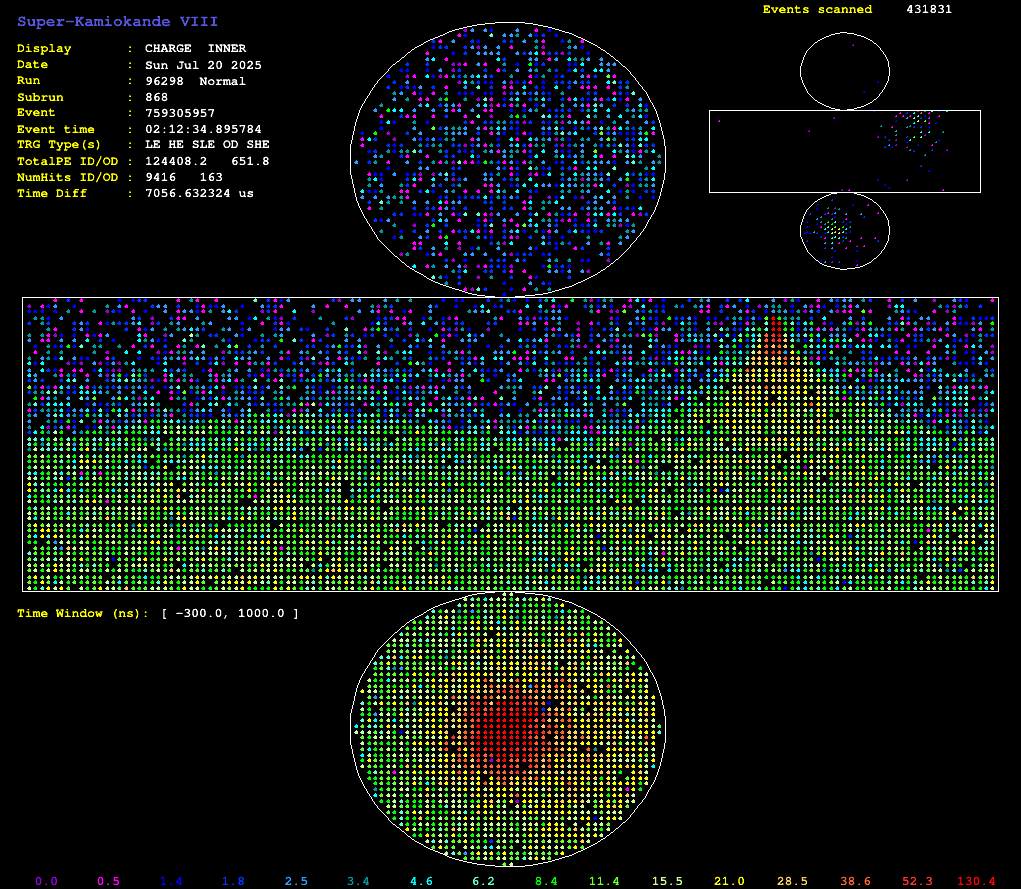 Super-Kamiokande VIII
Events scanned 431831
Display : CHARGE INNER
Date : Sun Jul 20 2025
Run : 96298 Normal
Subrun : 868
Event : 759305957
Event time : 02:12:34.895784
TRG Type(s) : LE HE SLE OD SHE
TotalPE ID/OD : 124408.2 651.8
NumHits ID/OD : 9416 163
Time Diff : 7056.632324 us
Time Window (ns): [ -300.0, 1000.0 ]
0.0 0.5 1.4 1.8 2.5 3.4 4.6 6.2 8.4 11.4 15.5 21.0 28.5 38.6 52.3 130.4